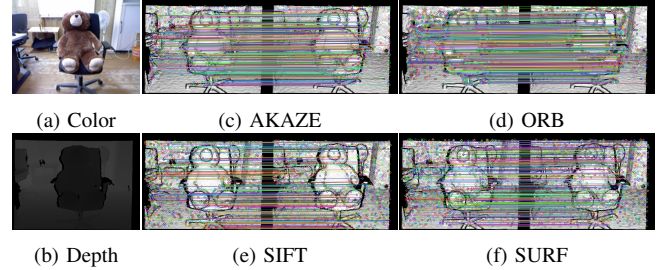 (a) Color
(c) AKAZE
(d) ORB
(b) Depth
(e) SIFT
(f) SURF